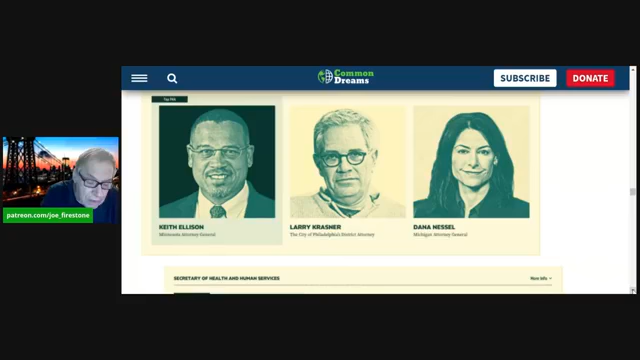 Common
Dreams
SUBSCRIBE
DONATE
Top Pick
KEITH ELLISON
Minnesota Attorney General
LARRY KRASNER
The City of Philadelphia's District Attorney
DANA NESSEL
Michigan Attorney General
patreon.com/joe_firestone
SECRETARY OF HEALTH AND HUMAN SERVICES
More Info